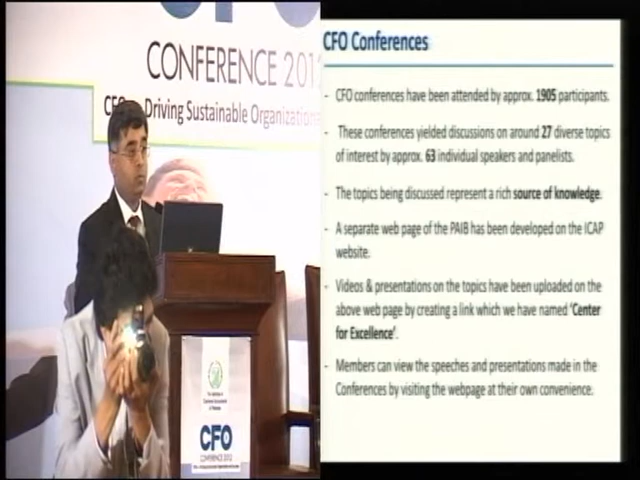 CFO
CONFERENCE 201
CFO - Driving Sustainable Organizationa
CFO
CONFERENCE 2012
CFO Conferences
- CFO conferences have been attended by approx. 1905 participants.
- These conferences yielded discussions on around 27 diverse topics
of interest by approx. 63 individual speakers and panelists.
- The topics being discussed represent a rich source of knowledge.
- A separate web page of the PAIB has been developed on the ICAP
website.
- Videos & presentations on the topics have been uploaded on the
above web page by creating a link which we have named 'Center
for Excellence'.
- Members can view the speeches and presentations made in the
Conferences by visiting the webpage at their own convenience.